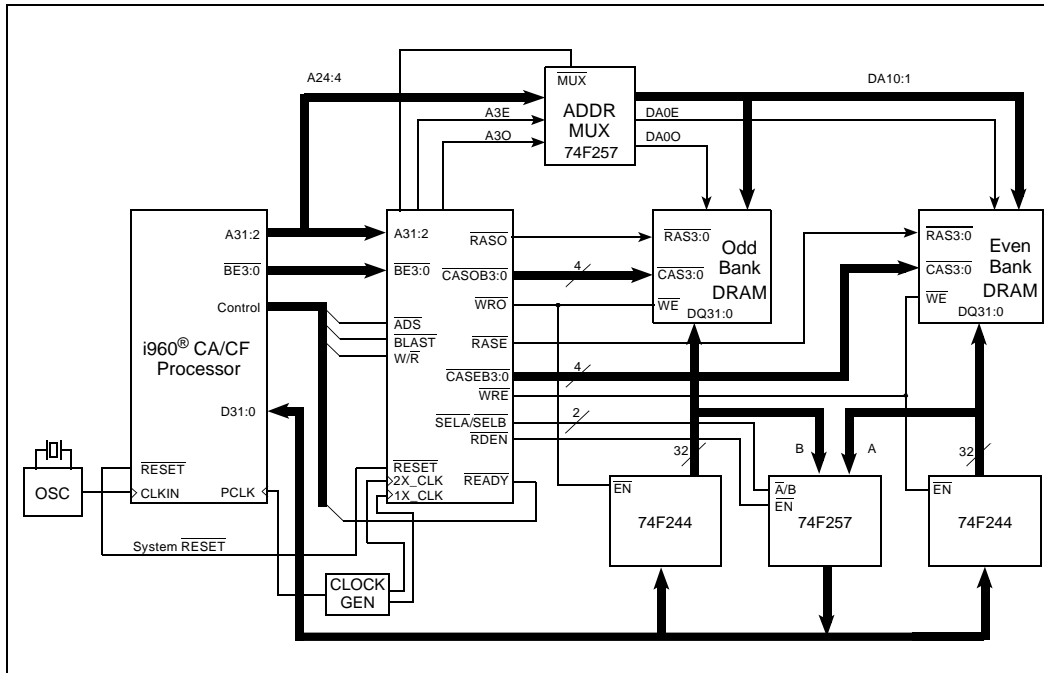 A24:4
MUX
DA10:1
A3E
ADDR
MUX
74F257
DA0E
A3O
DA0O
A31:2
A31:2
RASO
RAS3:0
Odd
Bank
DRAM
RAS3:0
Even
Bank
DRAM
BE3:0
BE3:0
CASOB3:0
4
CAS3:0
CAS3:0
Control
WRO
WE
DQ31:0
WE
DQ31:0
ADS
BLAST
W/R
RASE
i960® CA/CF
Processor
CASEB3:0
4
WRE
D31:0
SELA/SELB
2
RDEN
32
B
A
32
RESET
RESET
READY
OSC
CLKIN
PCLK
2X_CLK
1X_CLK
EN
74F244
A/B
EN
74F257
EN
74F244
System RESET
CLOCK
GEN